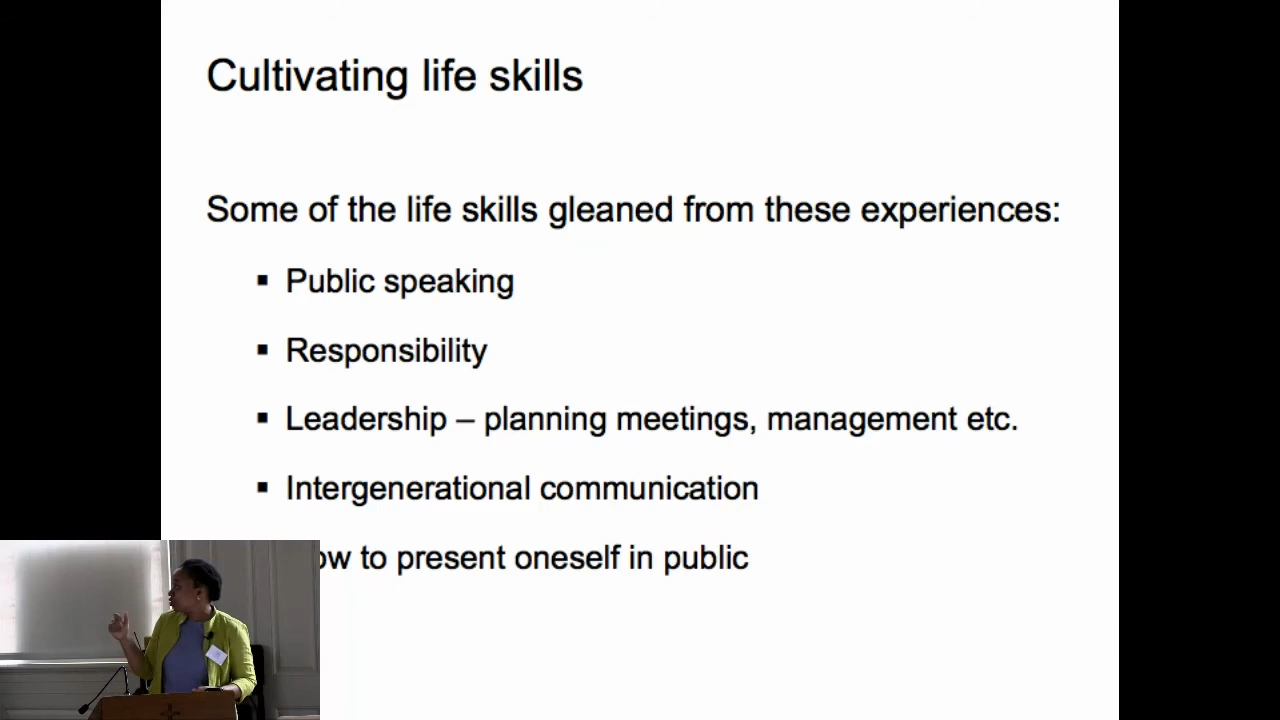 Cultivating life skills
Some of the life skills gleaned from these experiences:
▪ Public speaking
▪ Responsibility
▪ Leadership – planning meetings, management etc.
▪ Intergenerational communication
to present oneself in public